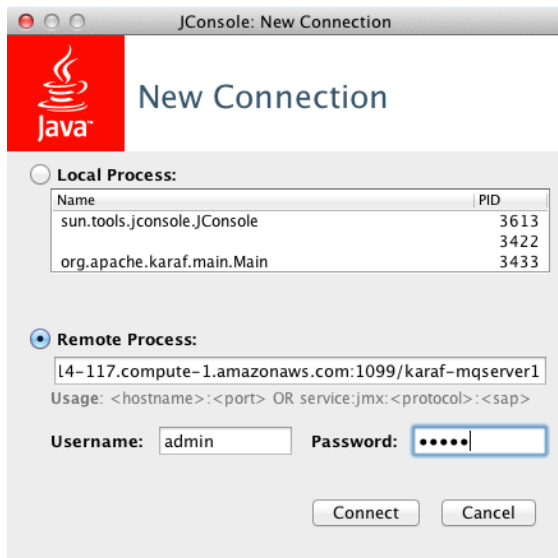 JConsole: New Connection
Java™
New Connection
Local Process:
Name PID
sun.tools.jconsole.JConsole 3613
3422
org.apache.karaf.main.Main 3433
Remote Process:
14-117.compute-1.amazonaws.com:1099/karaf-mqserver1
Usage: <hostname>:<port> OR service:jmx:<protocol>:<sap>
Username: admin Password: •••••
Connect Cancel